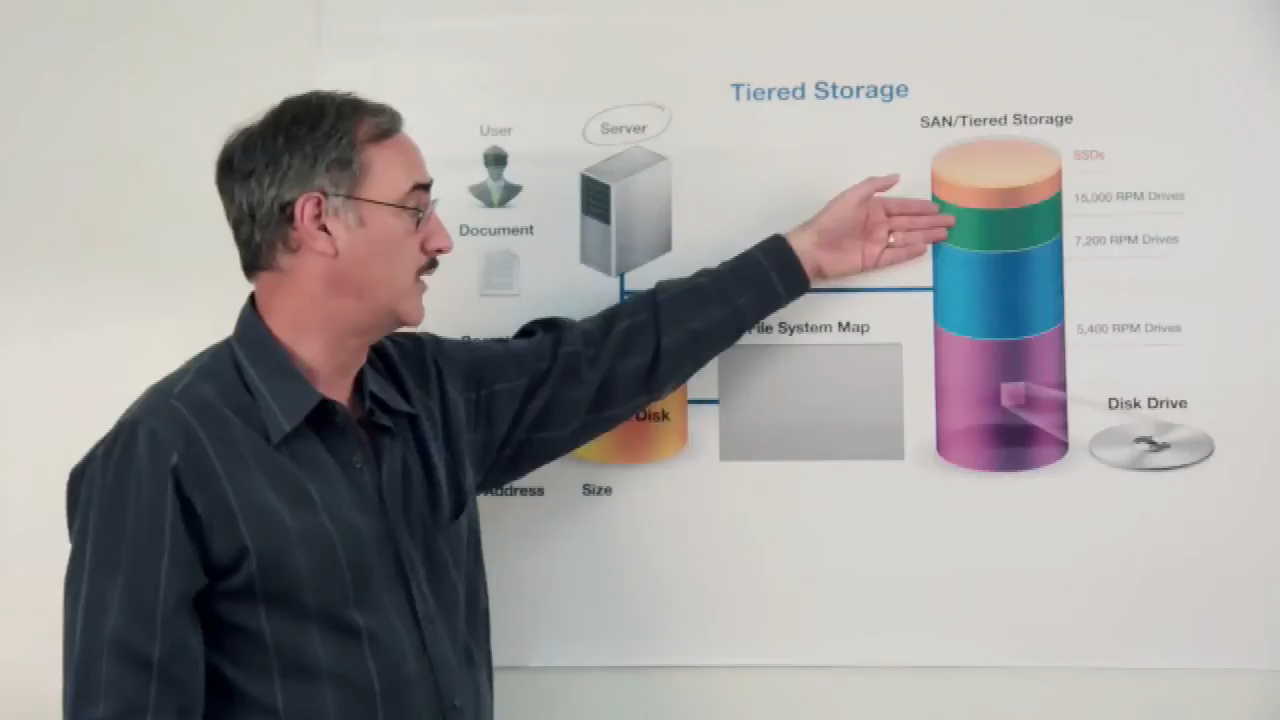 Tiered Storage
User
Server
SAN/Tiered Storage
SSDs
15,000 RPM Drives
Document
7,200 RPM Drives
File System Map
5,400 RPM Drives
Disk Drive
Disk
Address
Size